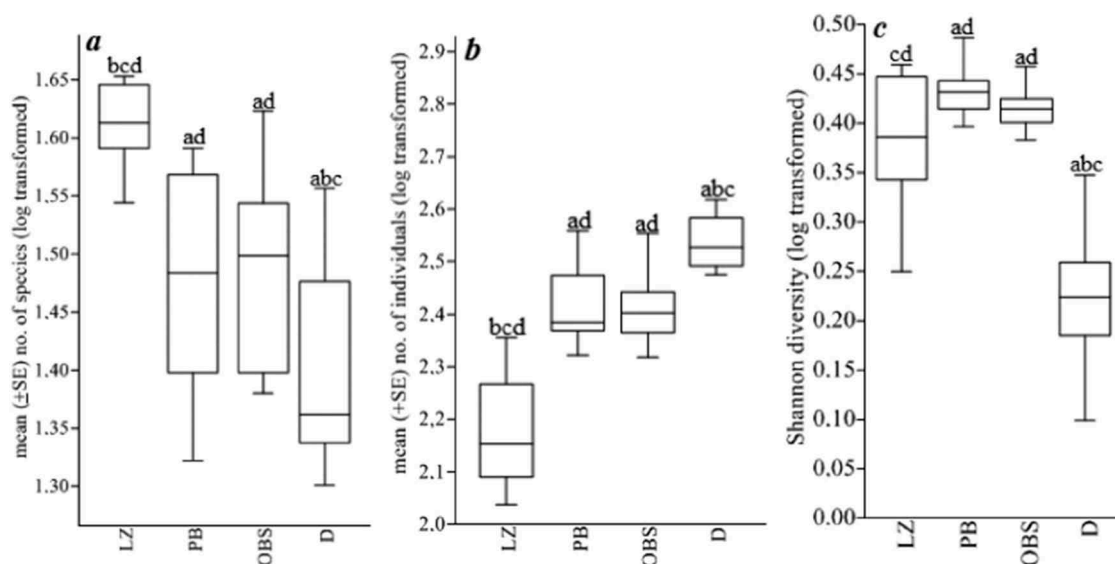 a
mean (±SE) no. of species (log transformed)
1.65
1.60
1.55
1.50
1.45
1.40
1.35
1.30
bcd
ad
ad
abc
LZ
PB
OBS
D
b
mean (+SE) no. of individuals (log transformed)
2.9
2.8
2.7
2.6
2.5
2.4
2.3
2.2
2.1
2.0
bcd
ad
ad
abc
LZ
PB
OBS
D
c
Shannon diversity (log transformed)
0,50
0.45
0.40
0.35
0.30
0.25
0.20
0.15
0.10
0,05
0.00
cd
ad
ad
abc
LZ
PB
OBS
D